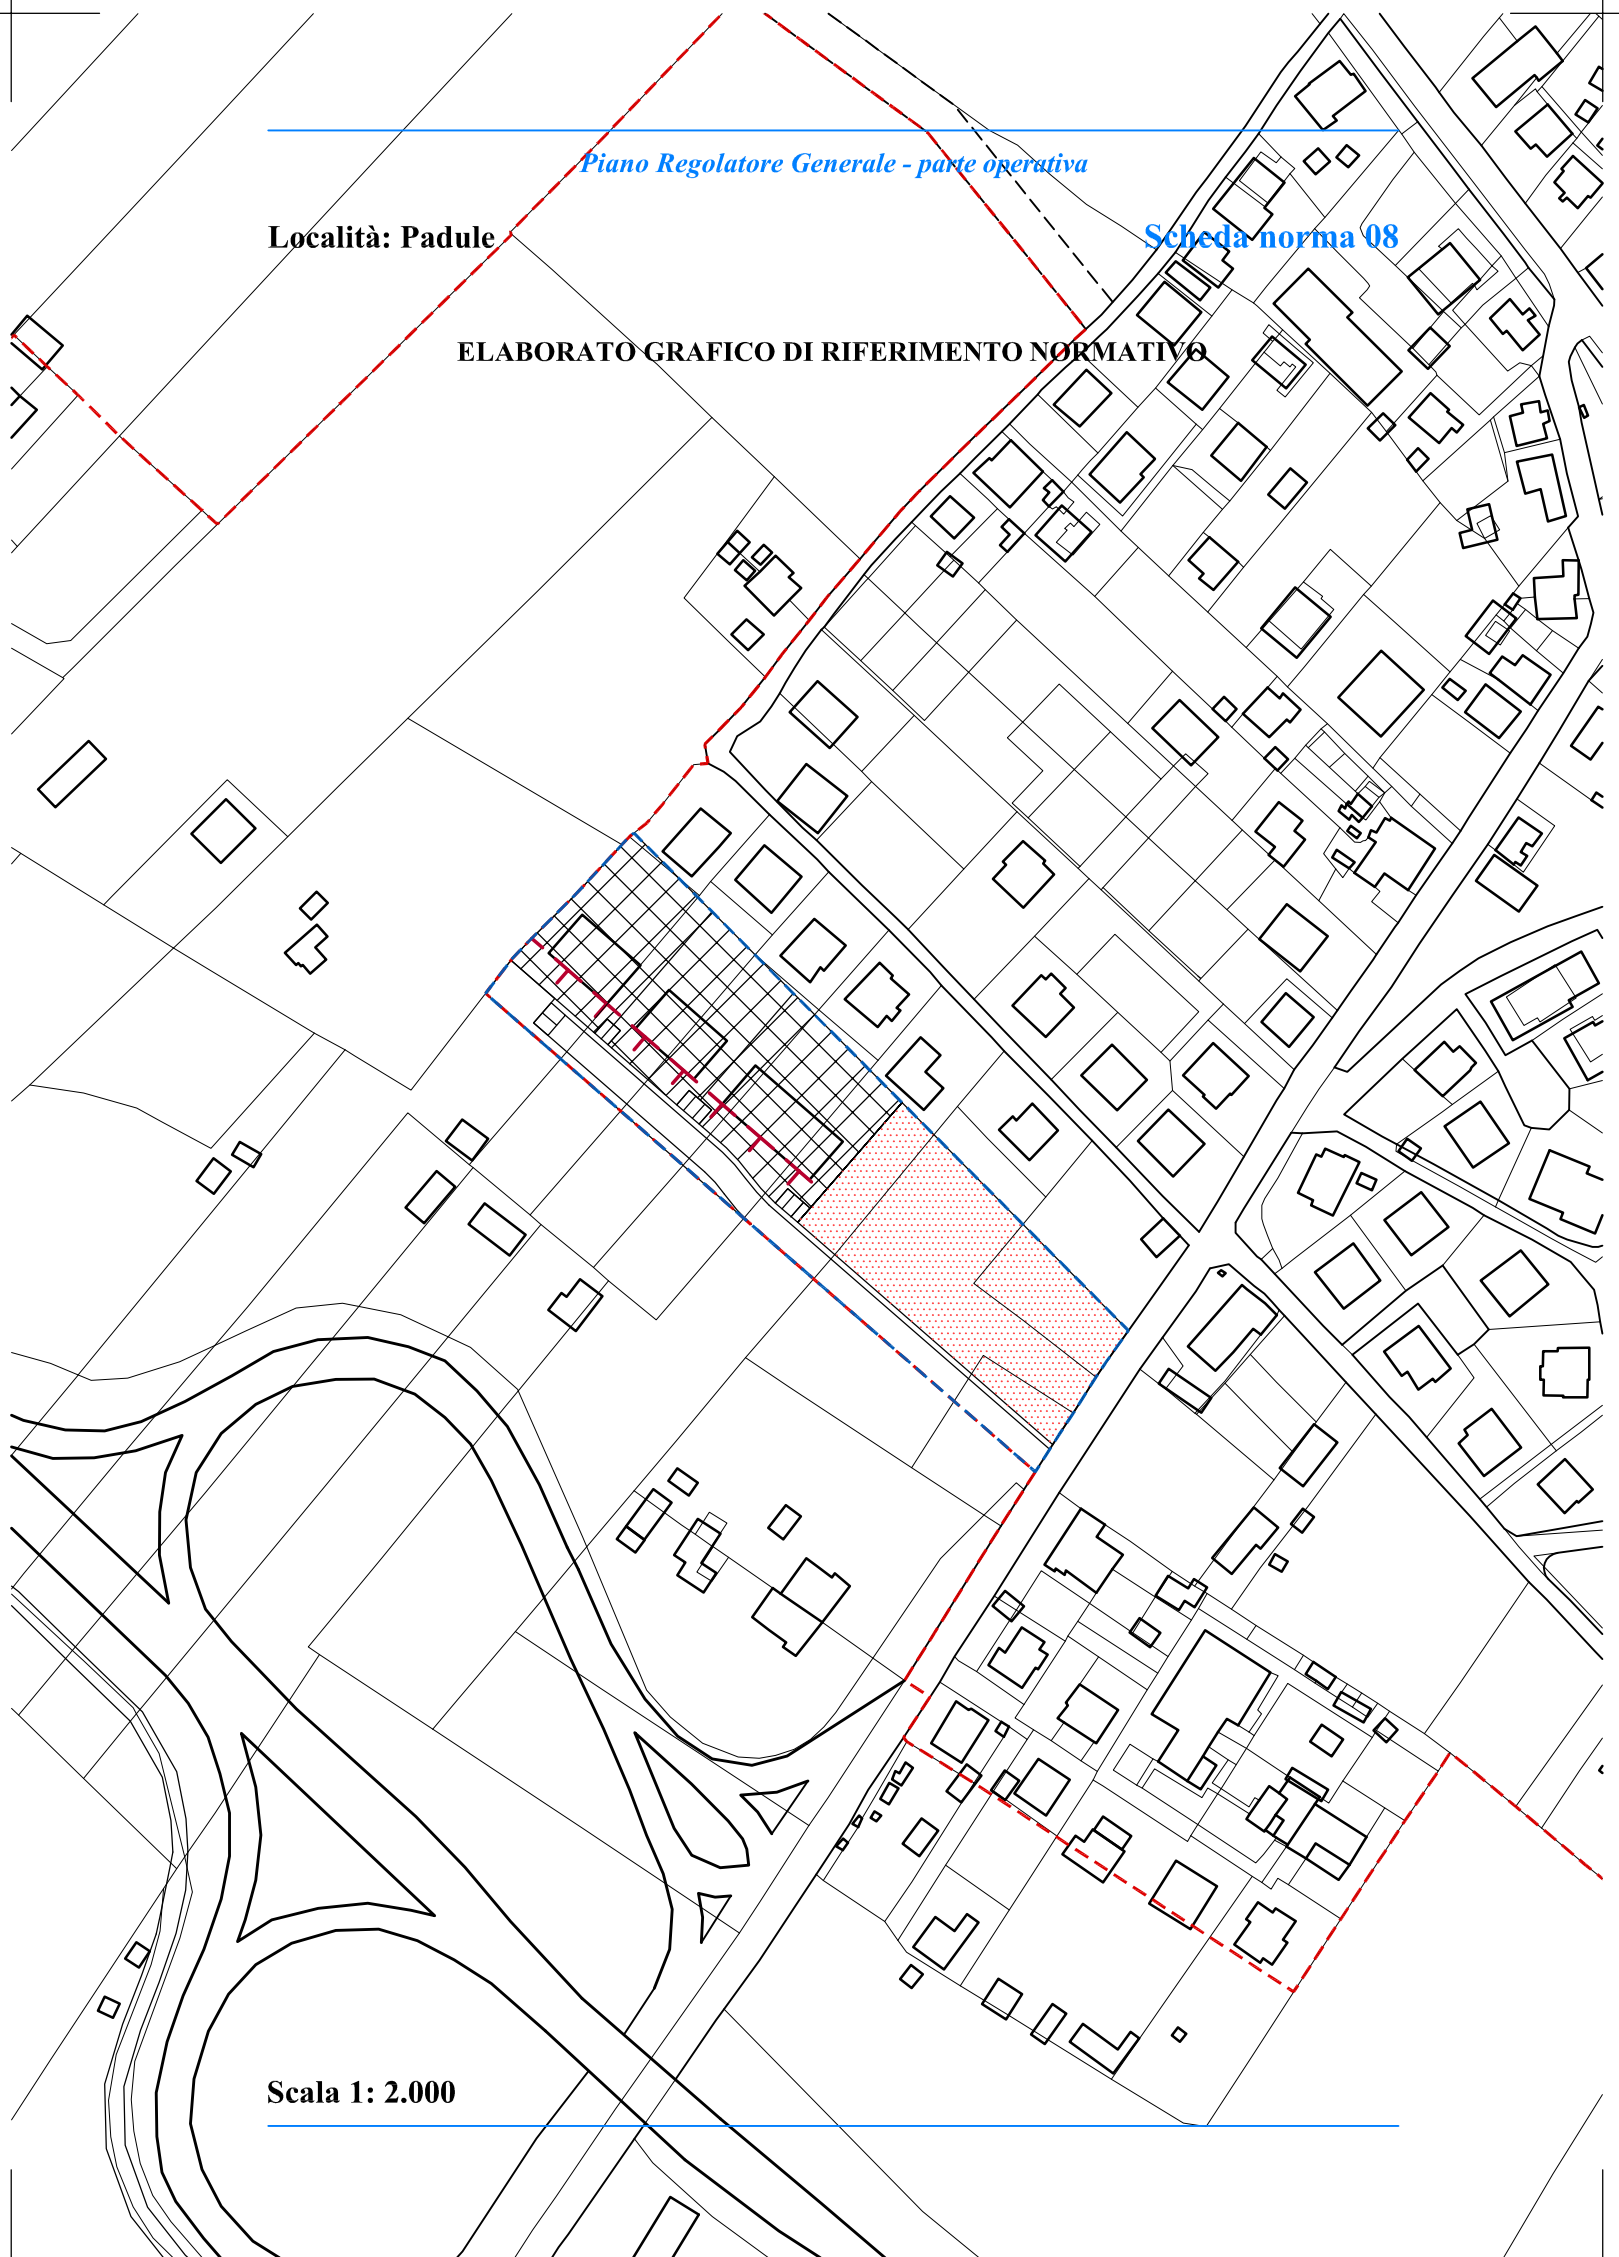 Piano Regolatore Generale - parte operativa
Località: Padule
Scheda norma 08
ELABORATO GRAFICO DI RIFERIMENTO NORMATIVO
Scala 1: 2.000